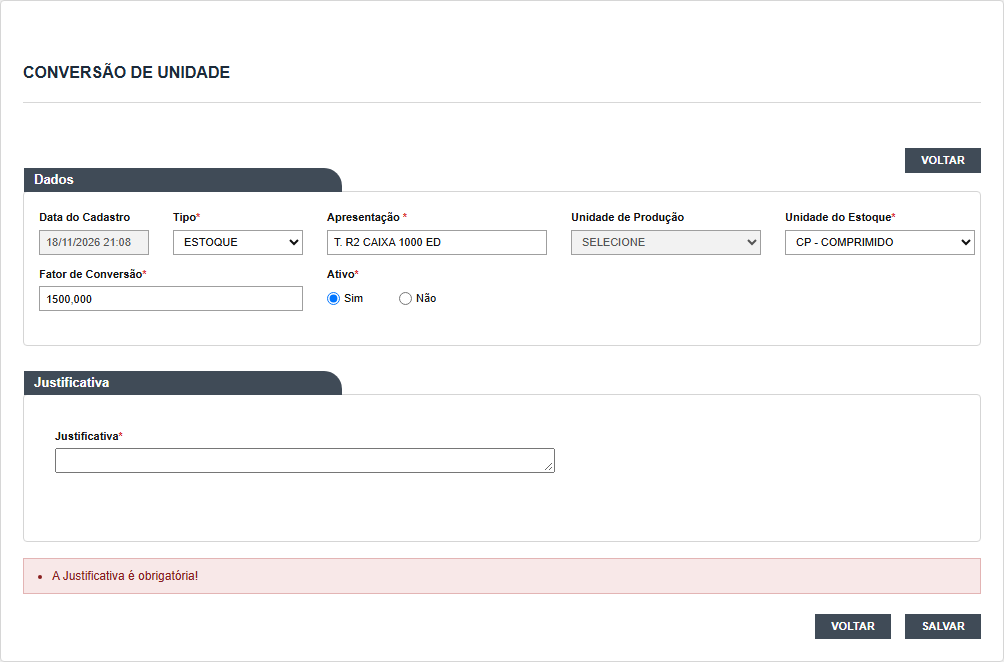 CONVERSÃO DE UNIDADE
VOLTAR
Dados
Data do Cadastro Tipo* Apresentação * Unidade de Produção Unidade do Estoque*
18/11/2026 21:08 ESTOQUE T. R2 CAIXA 1000 ED SELECIONE CP - COMPRIMIDO
Fator de Conversão* Ativo*
1500,000 Sim Não
Justificativa
Justificativa*
• A Justificativa é obrigatória!
VOLTAR SALVAR